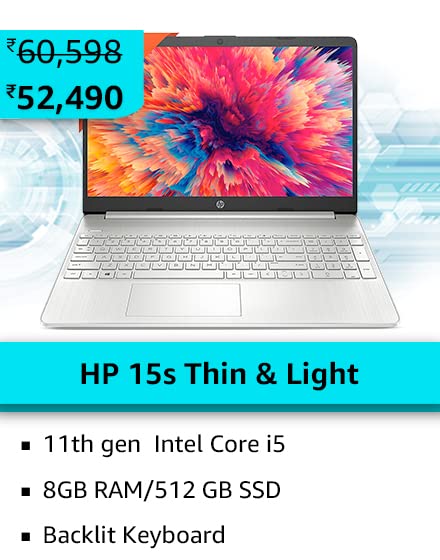 ₹60,598
₹52,490
hp
HP 15s Thin & Light
▪ 11th gen Intel Core i5
▪ 8GB RAM/512 GB SSD
▪ Backlit Keyboard